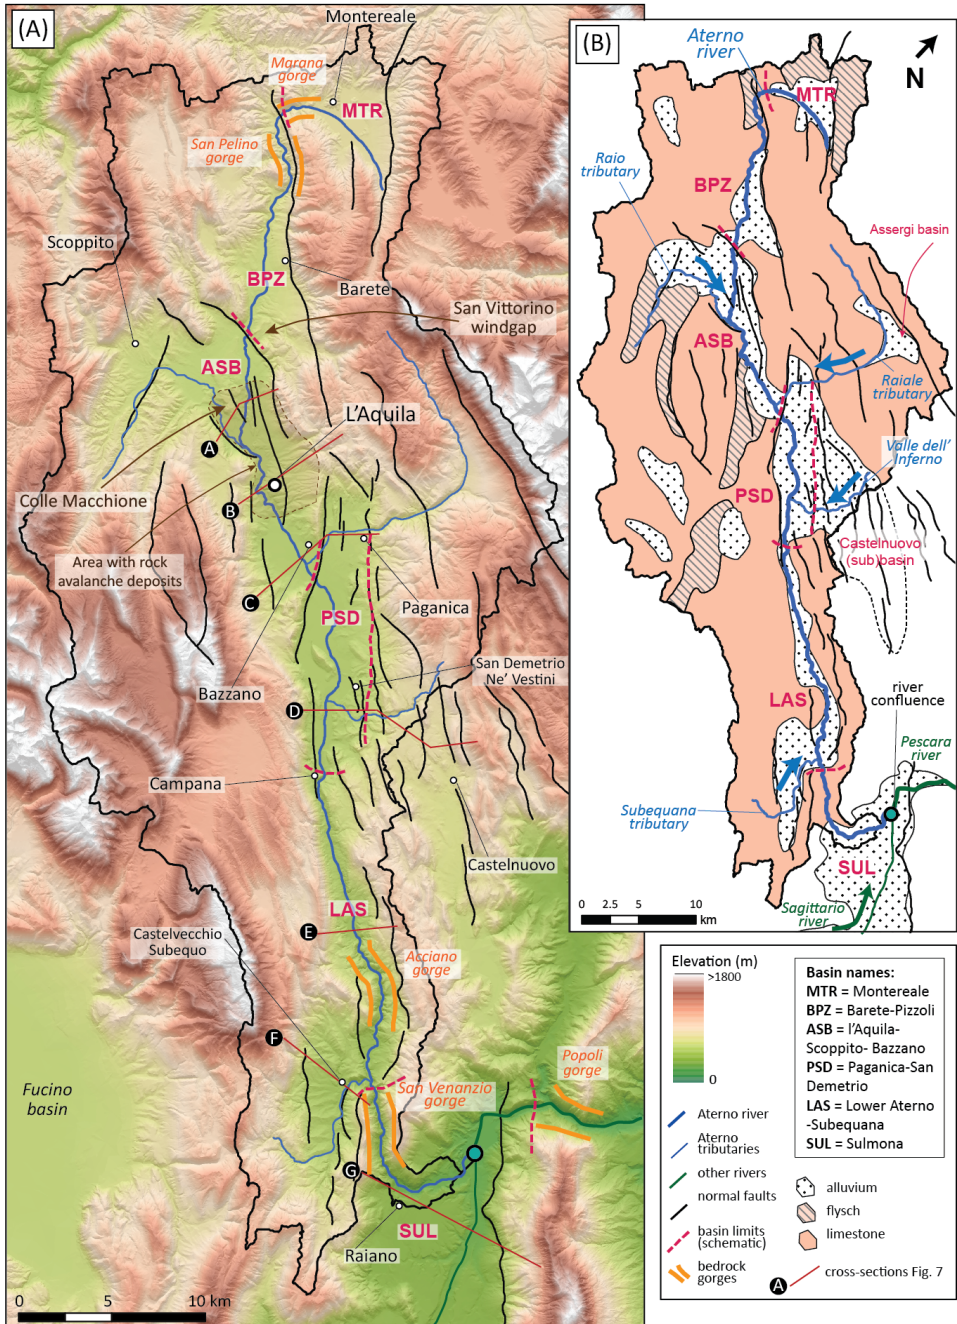 (A)
Montereale
Marana
gorge
MTR
San Pelino
gorge
Scoppito
BPZ
Barete
San Vittorino
windgap
ASB
L'Aquila
A
Colle Macchione
B
Area with rock
avalanche deposits
C
Paganica
PSD
Bazzano
San Demetrio
Ne' Vestini
D
Campana
Castelnuovo
LAS
Castelvecchio
Subequo
E
Acciano
gorge
F
Fucino
basin
Popoli
gorge
San Venanzio
gorge
G
SUL
Raiano
0 5 10 km
(B)
Aterno
river
N
MTR
Raio
tributary
BPZ
Assergi basin
ASB
Raiale
tributary
Valle dell'
Inferno
PSD
Castelnuovo
(sub)basin
LAS
river
confluence
Pescara
river
Subequana
tributary
SUL
Sagittario
river
0 2.5 5 10
km
Elevation (m)
>1800
0
Aterno river
Aterno
tributaries
other rivers
normal faults
basin limits
(schematic)
bedrock
gorges
Basin names:
MTR = Montereale
BPZ = Barete-Pizzoli
ASB = l'Aquila-
Scoppito- Bazzano
PSD = Paganica-San
Demetrio
LAS = Lower Aterno
-Subequana
SUL = Sulmona
alluvium
flysch
limestone
A cross-sections Fig. 7